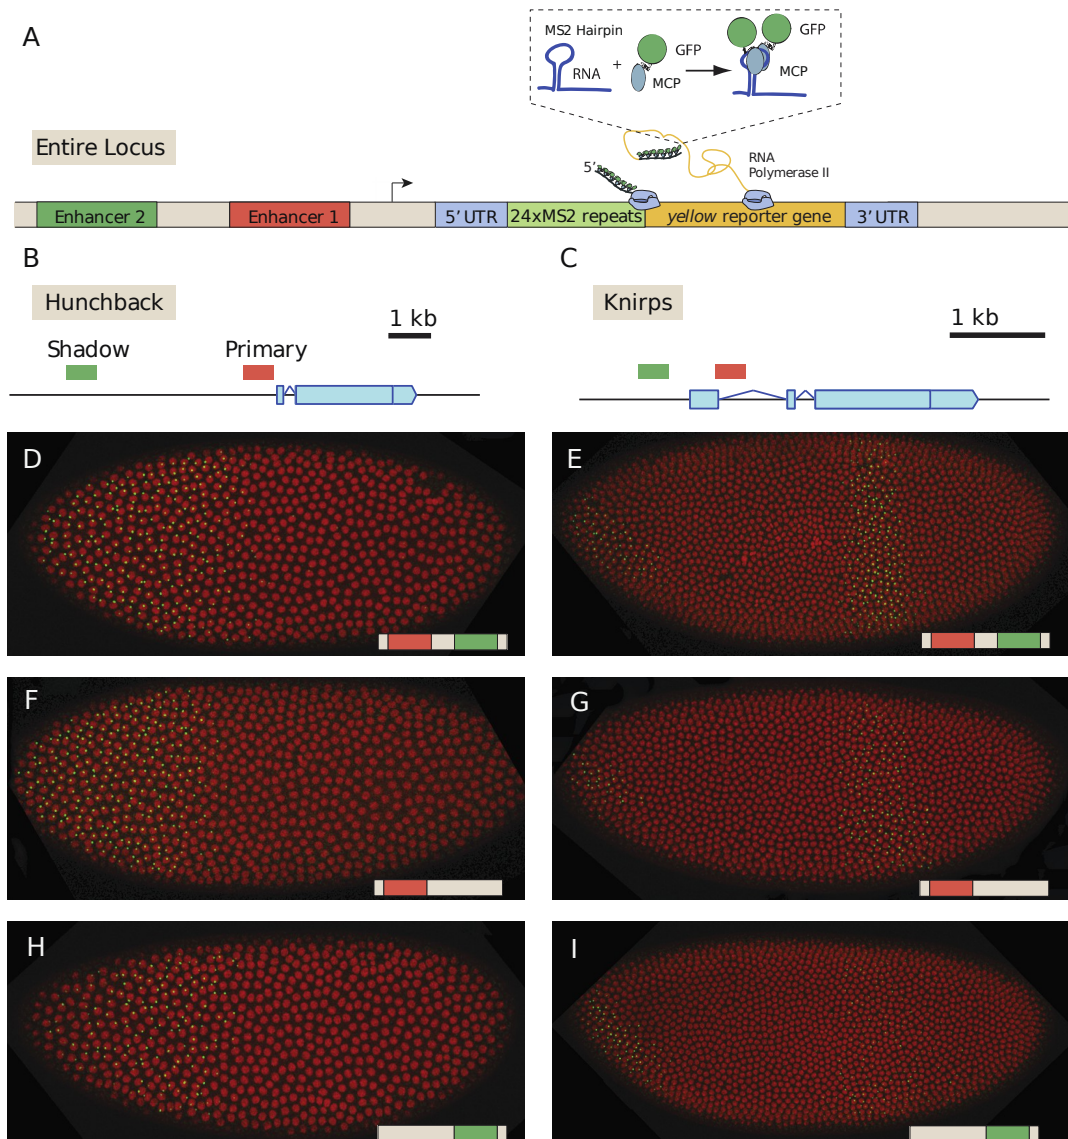 A
MS2 Hairpin
RNA
+
GFP
MCP
GFP
MCP
Entire Locus
5'
RNA
Polymerase II
Enhancer 2
Enhancer 1
5' UTR
24xMS2 repeats
yellow reporter gene
3' UTR
B
Hunchback
1 kb
Shadow
Primary
C
Knirps
1 kb
D
E
F
G
H
I